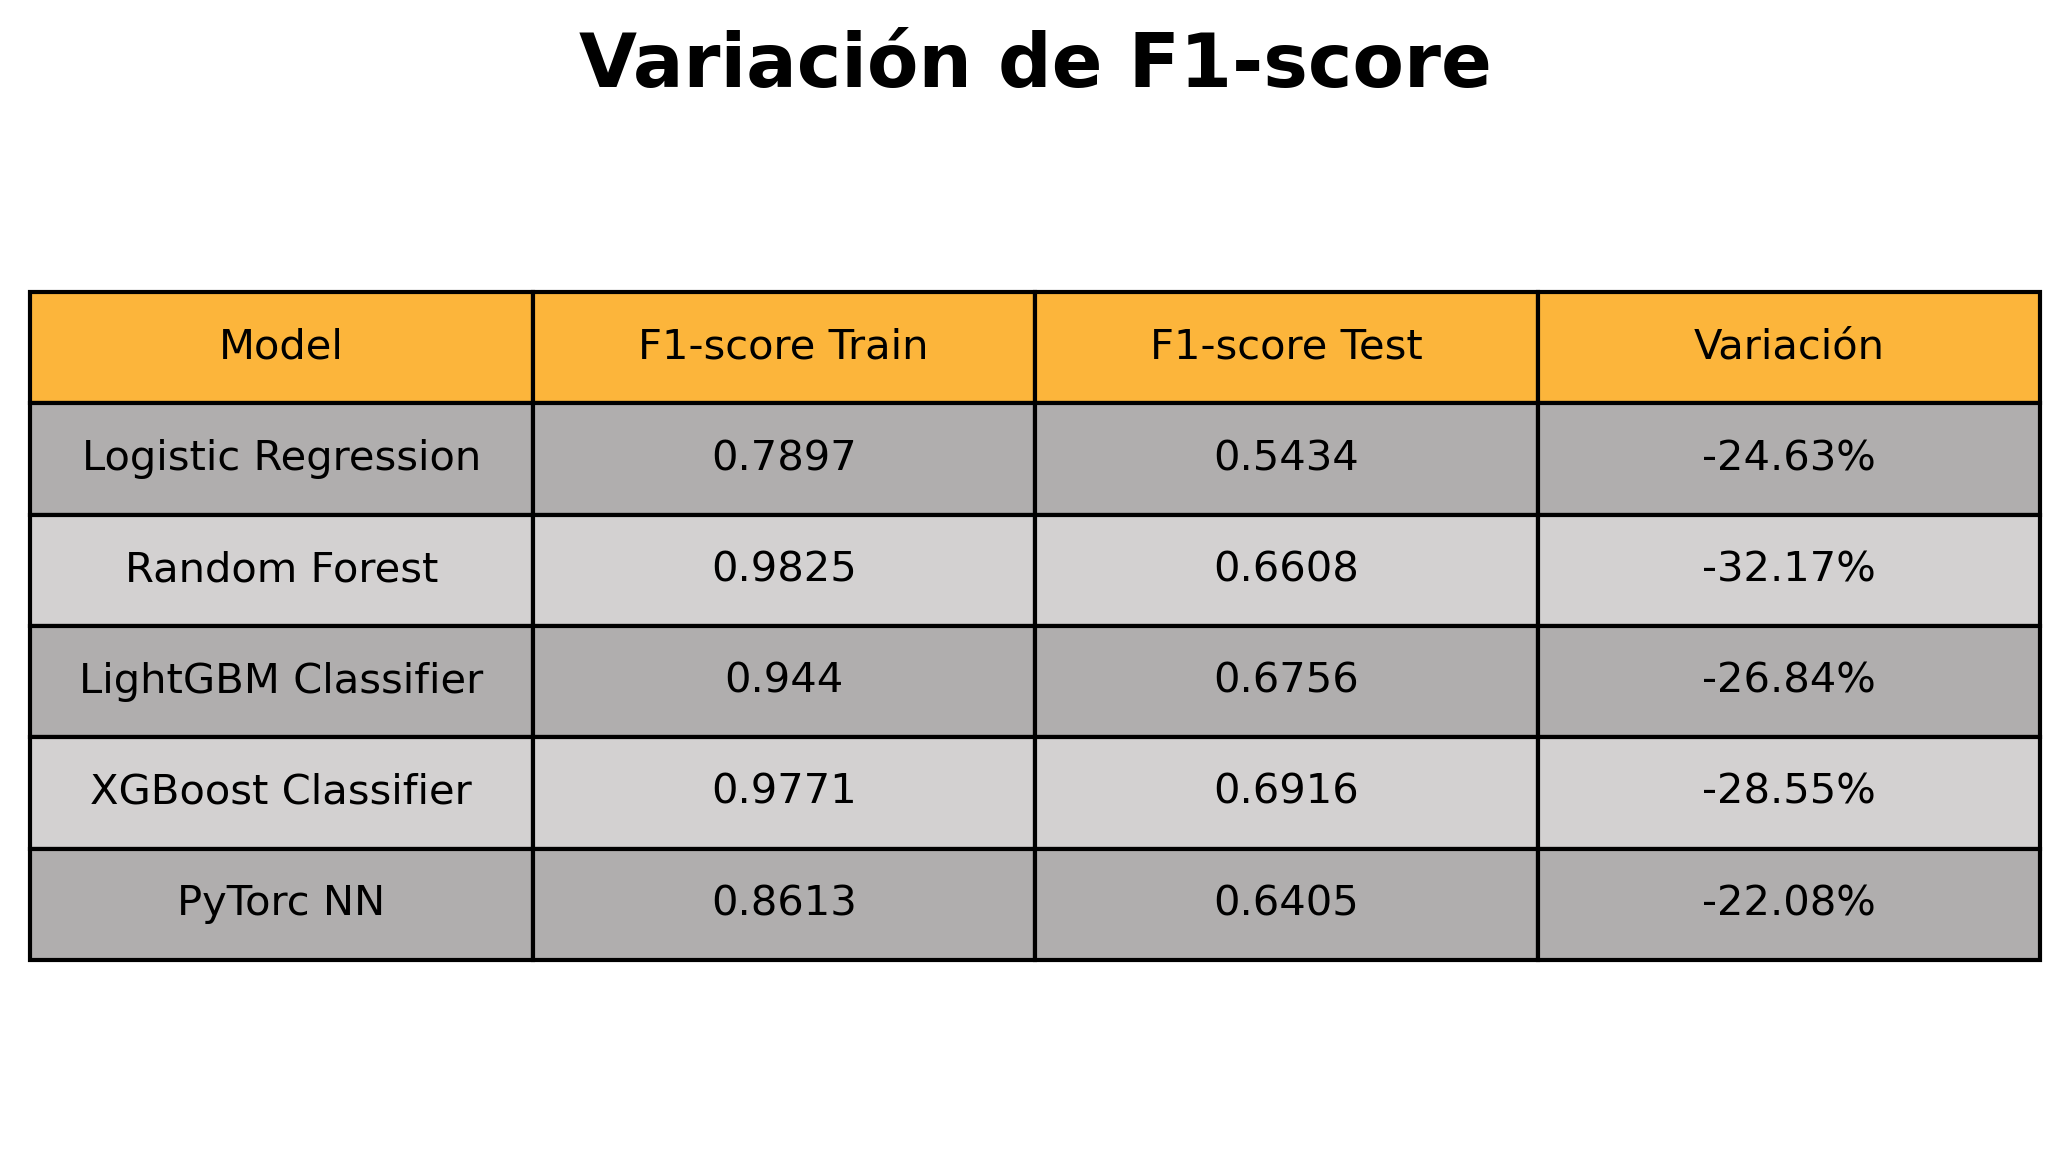 Variación de F1-score
Model F1-score Train F1-score Test Variación
Logistic Regression 0.7897 0.5434 -24.63%
Random Forest 0.9825 0.6608 -32.17%
LightGBM Classifier 0.944 0.6756 -26.84%
XGBoost Classifier 0.9771 0.6916 -28.55%
PyTorc NN 0.8613 0.6405 -22.08%